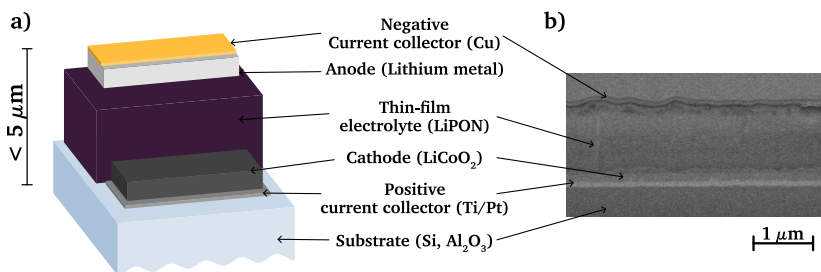 a)
b)
Negative
Current collector (Cu)
Anode (Lithium metal)
< 5 μm
Thin-film
electrolyte (LiPON)
Cathode (LiCoO₂)
Positive
current collector (Ti/Pt)
Substrate (Si, Al₂O₃)
1 μm